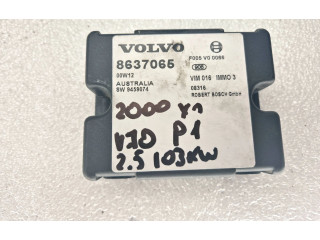 VOLVO
8637065
00W12
AUSTRALIA
SW 9459074
F005 V0 0066
VIM 016 IMMO 3
08316
ROBERT BOSCH GmbH
2000 YR
V70 P1
2.5 103KW